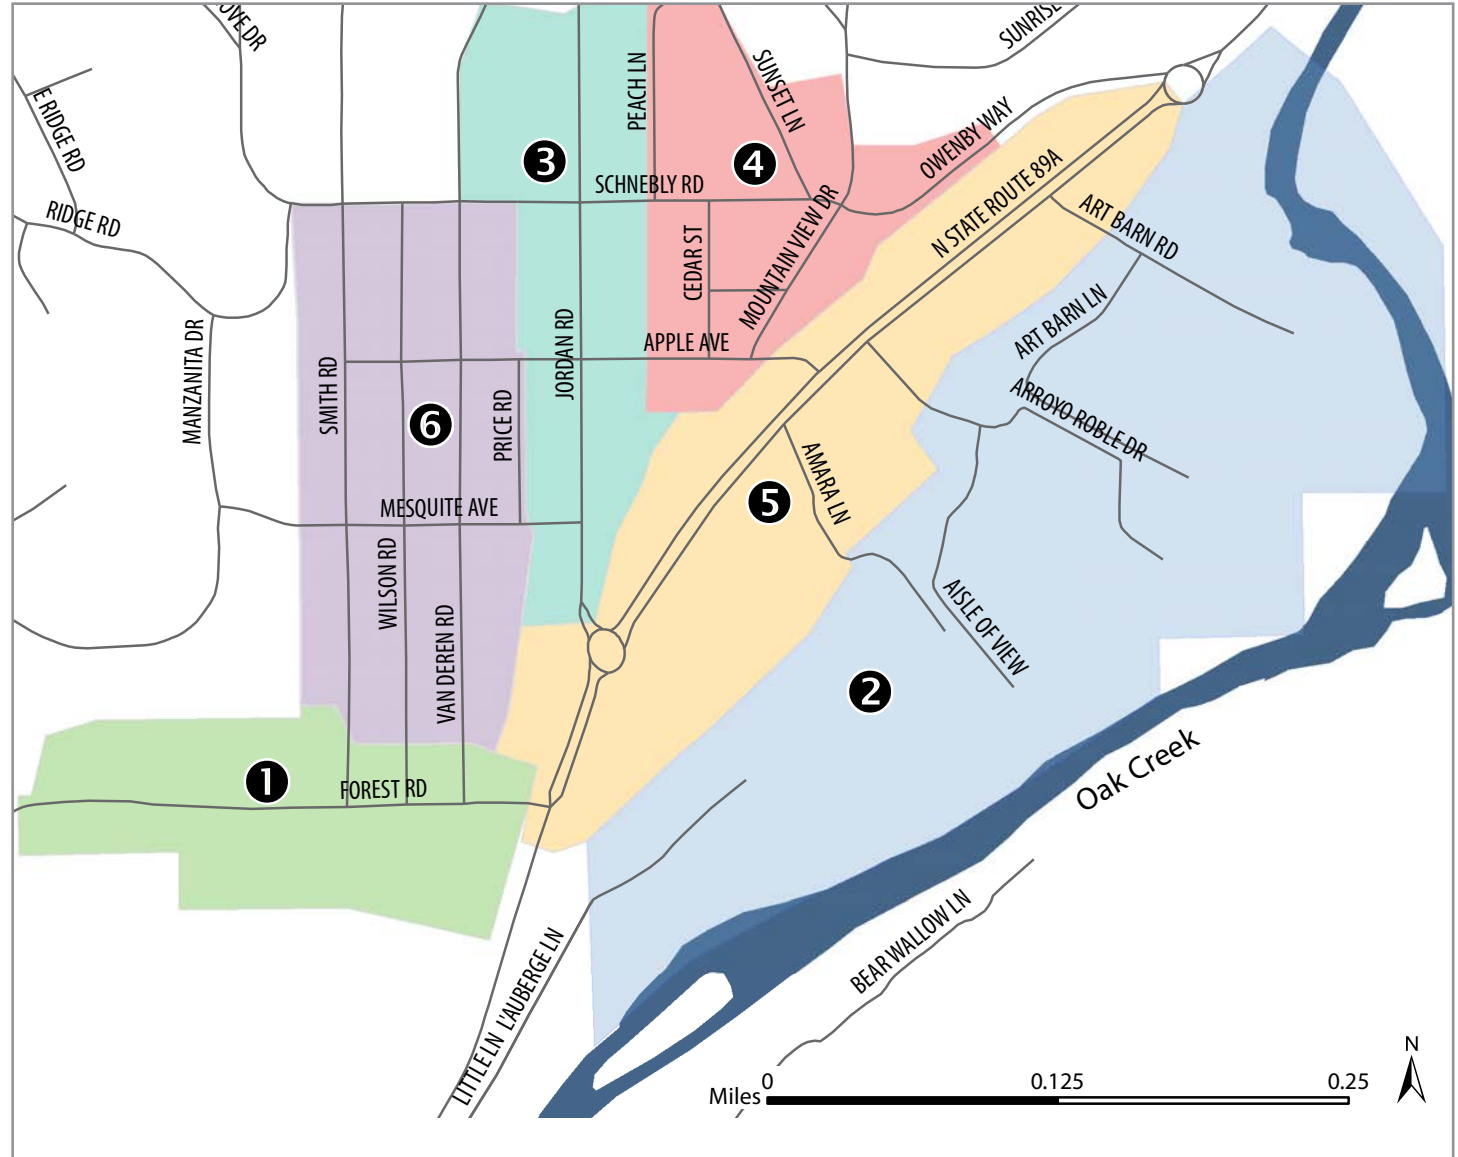 SUNRISE
E RIDGE RD
PEACH LN
SUNSET LN
3
4
OWENBY WAY
SCHNEBLY RD
N STATE ROUTE 89A
RIDGE RD
ART BARN RD
CEDAR ST
MOUNTAIN VIEW DR
ART BARN LN
MANZANITA DR
SMITH RD
JORDAN RD
APPLE AVE
PRICE RD
6
ARROYO ROBLE DR
AMARA LN
5
MESQUITE AVE
WILSON RD
VAN DEREN RD
AISLE OF VIEW
2
1
FOREST RD
Oak Creek
LITTLE LN
L'AUBERGE LN
BEAR WALLOW LN
N
0
0.125
0.25
Miles